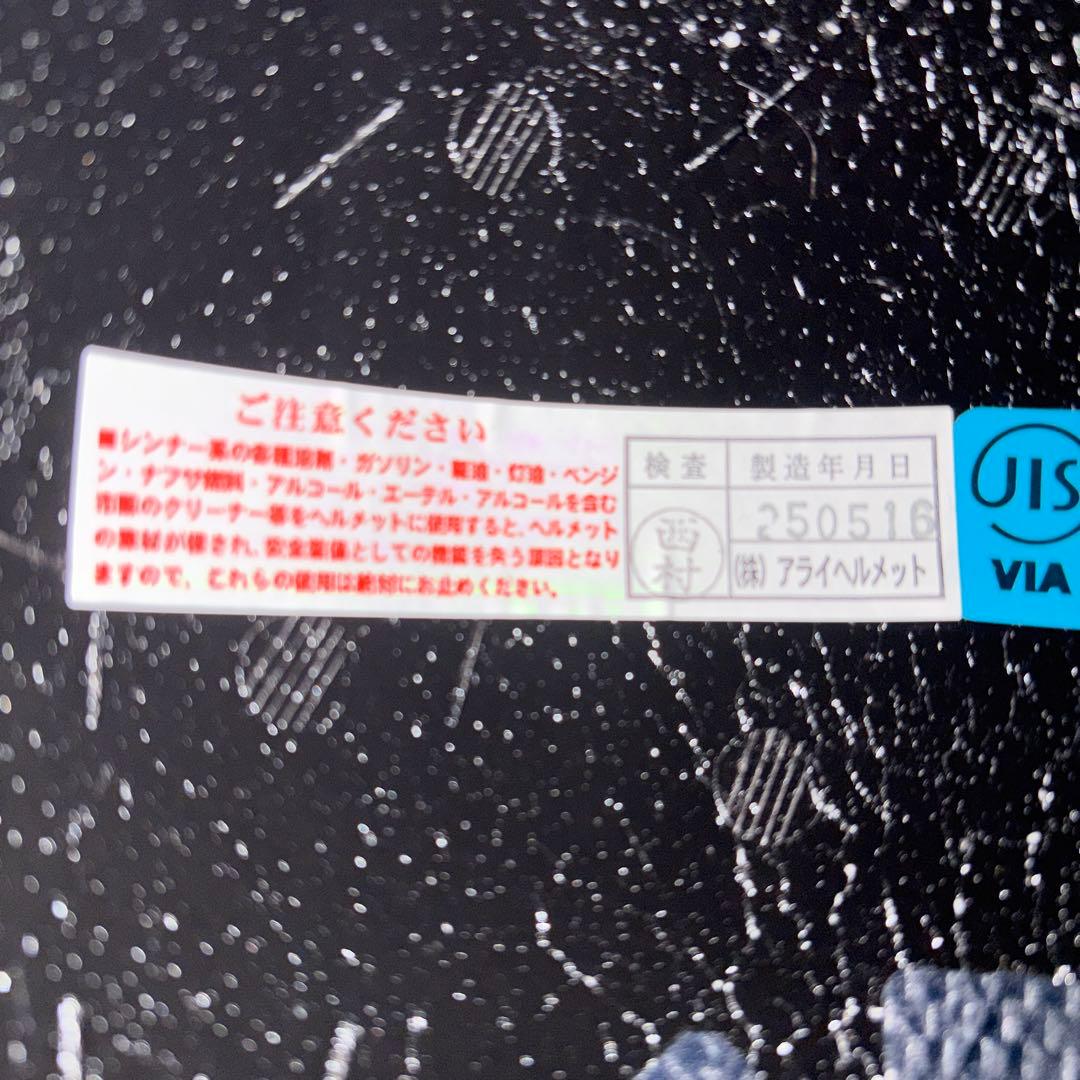 ご注意ください
■シンナー系の各種溶剤・ガソリン・軽油・灯油・ベンジ
ン・ナフサ燃料・アルコール・エーテル・アルコールを含む
市販のクリーナー等をヘルメットに使用すると、ヘルメット
の素材が侵され、安全装備としての機能を失う原因となり
ますので、これらの使用は絶対にお止めください。
検査
製造年月日
西村
250516
(株) アライヘルメット
JIS
VIA